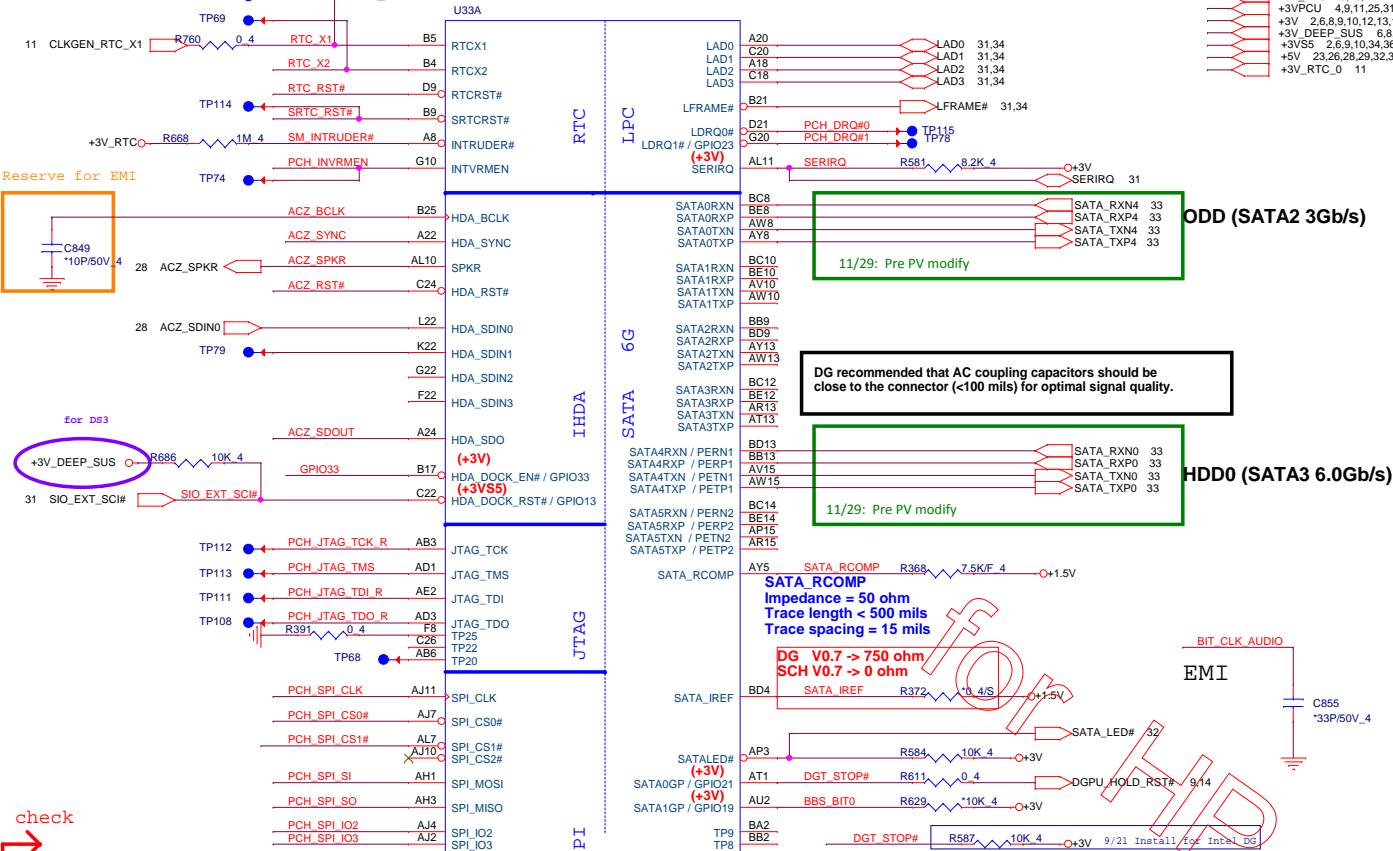 U33A
TP69
11 CLKGEN_RTC_X1
R760
0_4
RTC_X1
B5
RTCX1
RTC_X2
B4
RTCX2
RTC_RST#
D9
RTCRST#
TP114
SRTC_RST#
B9
SRTCRST#
+3V_RTC
R668
1M_4
SM_INTRUDER#
A8
INTRUDER#
PCH_INVRMEN
G10
INTVRMEN
TP74
RTC
LPC
LAD0
A20
LAD0 31,34
LAD1
C20
LAD1 31,34
LAD2
A18
LAD2 31,34
LAD3
C18
LAD3 31,34
LFRAME#
B21
LFRAME# 31,34
LDRQ0#
D21
PCH_DRQ#0
TP115
LDRQ1# / GPIO23
G20
PCH_DRQ#1
TP78
(+3V)
SERIRQ
AL11
SERIRQ
R581
8.2K_4
+3V
SERIRQ 31
+3VPCU 4,9,11,25,31
+3V 2,6,8,9,10,12,13,1
+3V_DEEP_SUS 6,8
+3VS5 2,6,9,10,34,36
+5V 23,26,28,29,32,3
+3V_RTC_0 11
Reserve for EMI
C849
*10P/50V_4
ACZ_BCLK
B25
HDA_BCLK
ACZ_SYNC
A22
HDA_SYNC
28 ACZ_SPKR
ACZ_SPKR
AL10
SPKR
ACZ_RST#
C24
HDA_RST#
28 ACZ_SDIN0
L22
HDA_SDIN0
TP79
K22
HDA_SDIN1
G22
HDA_SDIN2
F22
HDA_SDIN3
for DS3
+3V_DEEP_SUS
R686
10K_4
ACZ_SDOUT
A24
HDA_SDO
(+3V)
GPIO33
B17
HDA_DOCK_EN# / GPIO33
(+3VS5)
31 SIO_EXT_SCI#
SIO_EXT_SCI#
C22
HDA_DOCK_RST# / GPIO13
IHDA
SATA 6G
SATA0RXN
BC8
SATA_RXN4 33
SATA0RXP
BE8
SATA_RXP4 33
SATA0TXN
AW8
SATA_TXN4 33
SATA0TXP
AY8
SATA_TXP4 33
ODD (SATA2 3Gb/s)
11/29: Pre PV modify
SATA1RXN
BC10
SATA1RXP
BE10
SATA1TXN
AV10
SATA1TXP
AW10
SATA2RXN
BB9
SATA2RXP
BD9
SATA2TXN
AY13
SATA2TXP
AW13
DG recommended that AC coupling capacitors should be
close to the connector (<100 mils) for optimal signal quality.
SATA3RXN
BC12
SATA3RXP
BE12
SATA3TXN
AR13
SATA3TXP
AT13
SATA4RXN / PERN1
BD13
SATA_RXN0 33
SATA4RXP / PERP1
BB13
SATA_RXP0 33
SATA4TXN / PETN1
AV15
SATA_TXN0 33
SATA4TXP / PETP1
AW15
SATA_TXP0 33
HDD0 (SATA3 6.0Gb/s)
11/29: Pre PV modify
SATA5RXN / PERN2
BC14
SATA5RXP / PERP2
BE14
SATA5TXN / PETN2
AP15
SATA5TXP / PETP2
AR15
TP112
PCH_JTAG_TCK_R
AB3
JTAG_TCK
TP113
PCH_JTAG_TMS
AD1
JTAG_TMS
TP111
PCH_JTAG_TDI_R
AE2
JTAG_TDI
TP108
PCH_JTAG_TDO_R
AD3
JTAG_TDO
R391
0_4
F8
TP25
C26
TP22
TP68
AB6
TP20
JTAG
SATA_RCOMP
AY5
SATA_RCOMP
R368
7.5K/F_4
+1.5V
SATA_RCOMP
Impedance = 50 ohm
Trace length < 500 mils
Trace spacing = 15 mils
DG V0.7 -> 750 ohm
SCH V0.7 -> 0 ohm
SATA_IREF
BD4
SATA_IREF
R372
*0_4/S
+1.5V
BIT_CLK_AUDIO
EMI
C855
*33P/50V_4
PCH_SPI_CLK
AJ11
SPI_CLK
PCH_SPI_CS0#
AJ7
SPI_CS0#
PCH_SPI_CS1#
AL7
SPI_CS1#
AJ10
SPI_CS2#
PCH_SPI_SI
AH1
SPI_MOSI
PCH_SPI_SO
AH3
SPI_MISO
PCH_SPI_IO2
AJ4
SPI_IO2
PCH_SPI_IO3
AJ2
SPI_IO3
PI
check
SATA_LED# 32
SATALED#
AP3
R584
10K_4
+3V
(+3V)
SATA0GP / GPIO21
AT1
DGT_STOP#
R611
0_4
DGPU_HOLD_RST# 9,14
(+3V)
SATA1GP / GPIO19
AU2
BBS_BIT0
R629
*10K_4
+3V
TP9
BA2
TP8
BB2
DGT_STOP#
R587
10K_4
+3V
9/21 Install for Intel DG
for HP